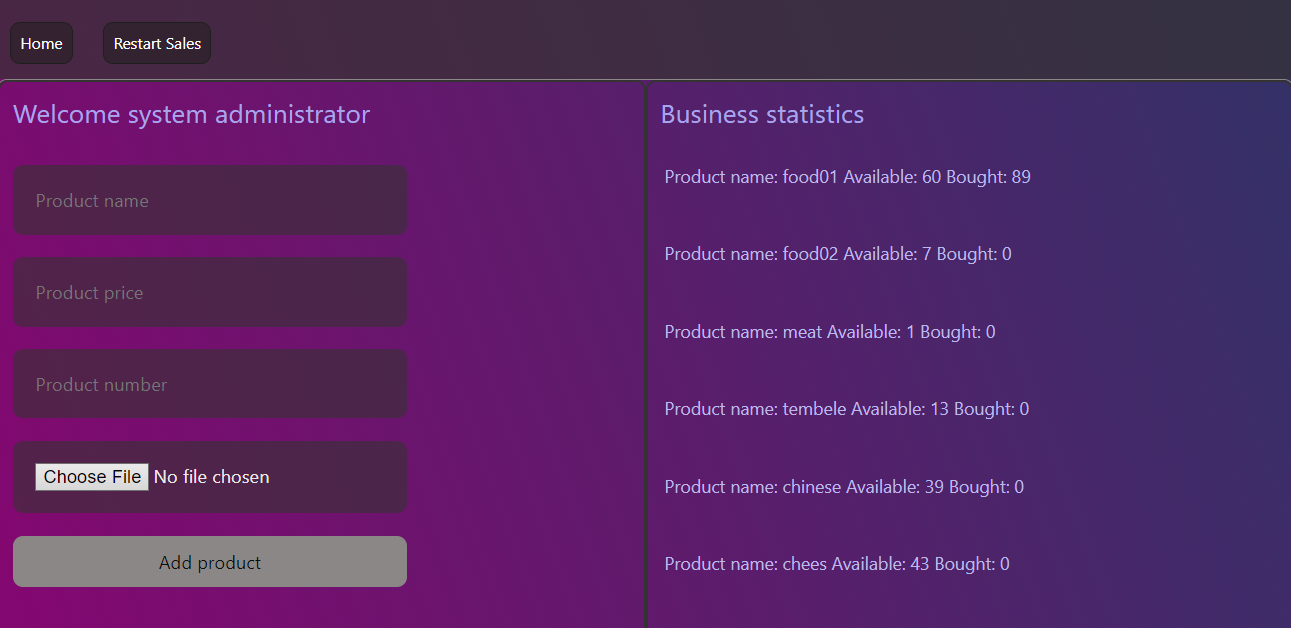 Home
Restart Sales
Welcome system administrator
Product name
Product price
Product number
Choose File No file chosen
Add product
Business statistics
Product name: food01 Available: 60 Bought: 89
Product name: food02 Available: 7 Bought: 0
Product name: meat Available: 1 Bought: 0
Product name: tembele Available: 13 Bought: 0
Product name: chinese Available: 39 Bought: 0
Product name: chees Available: 43 Bought: 0